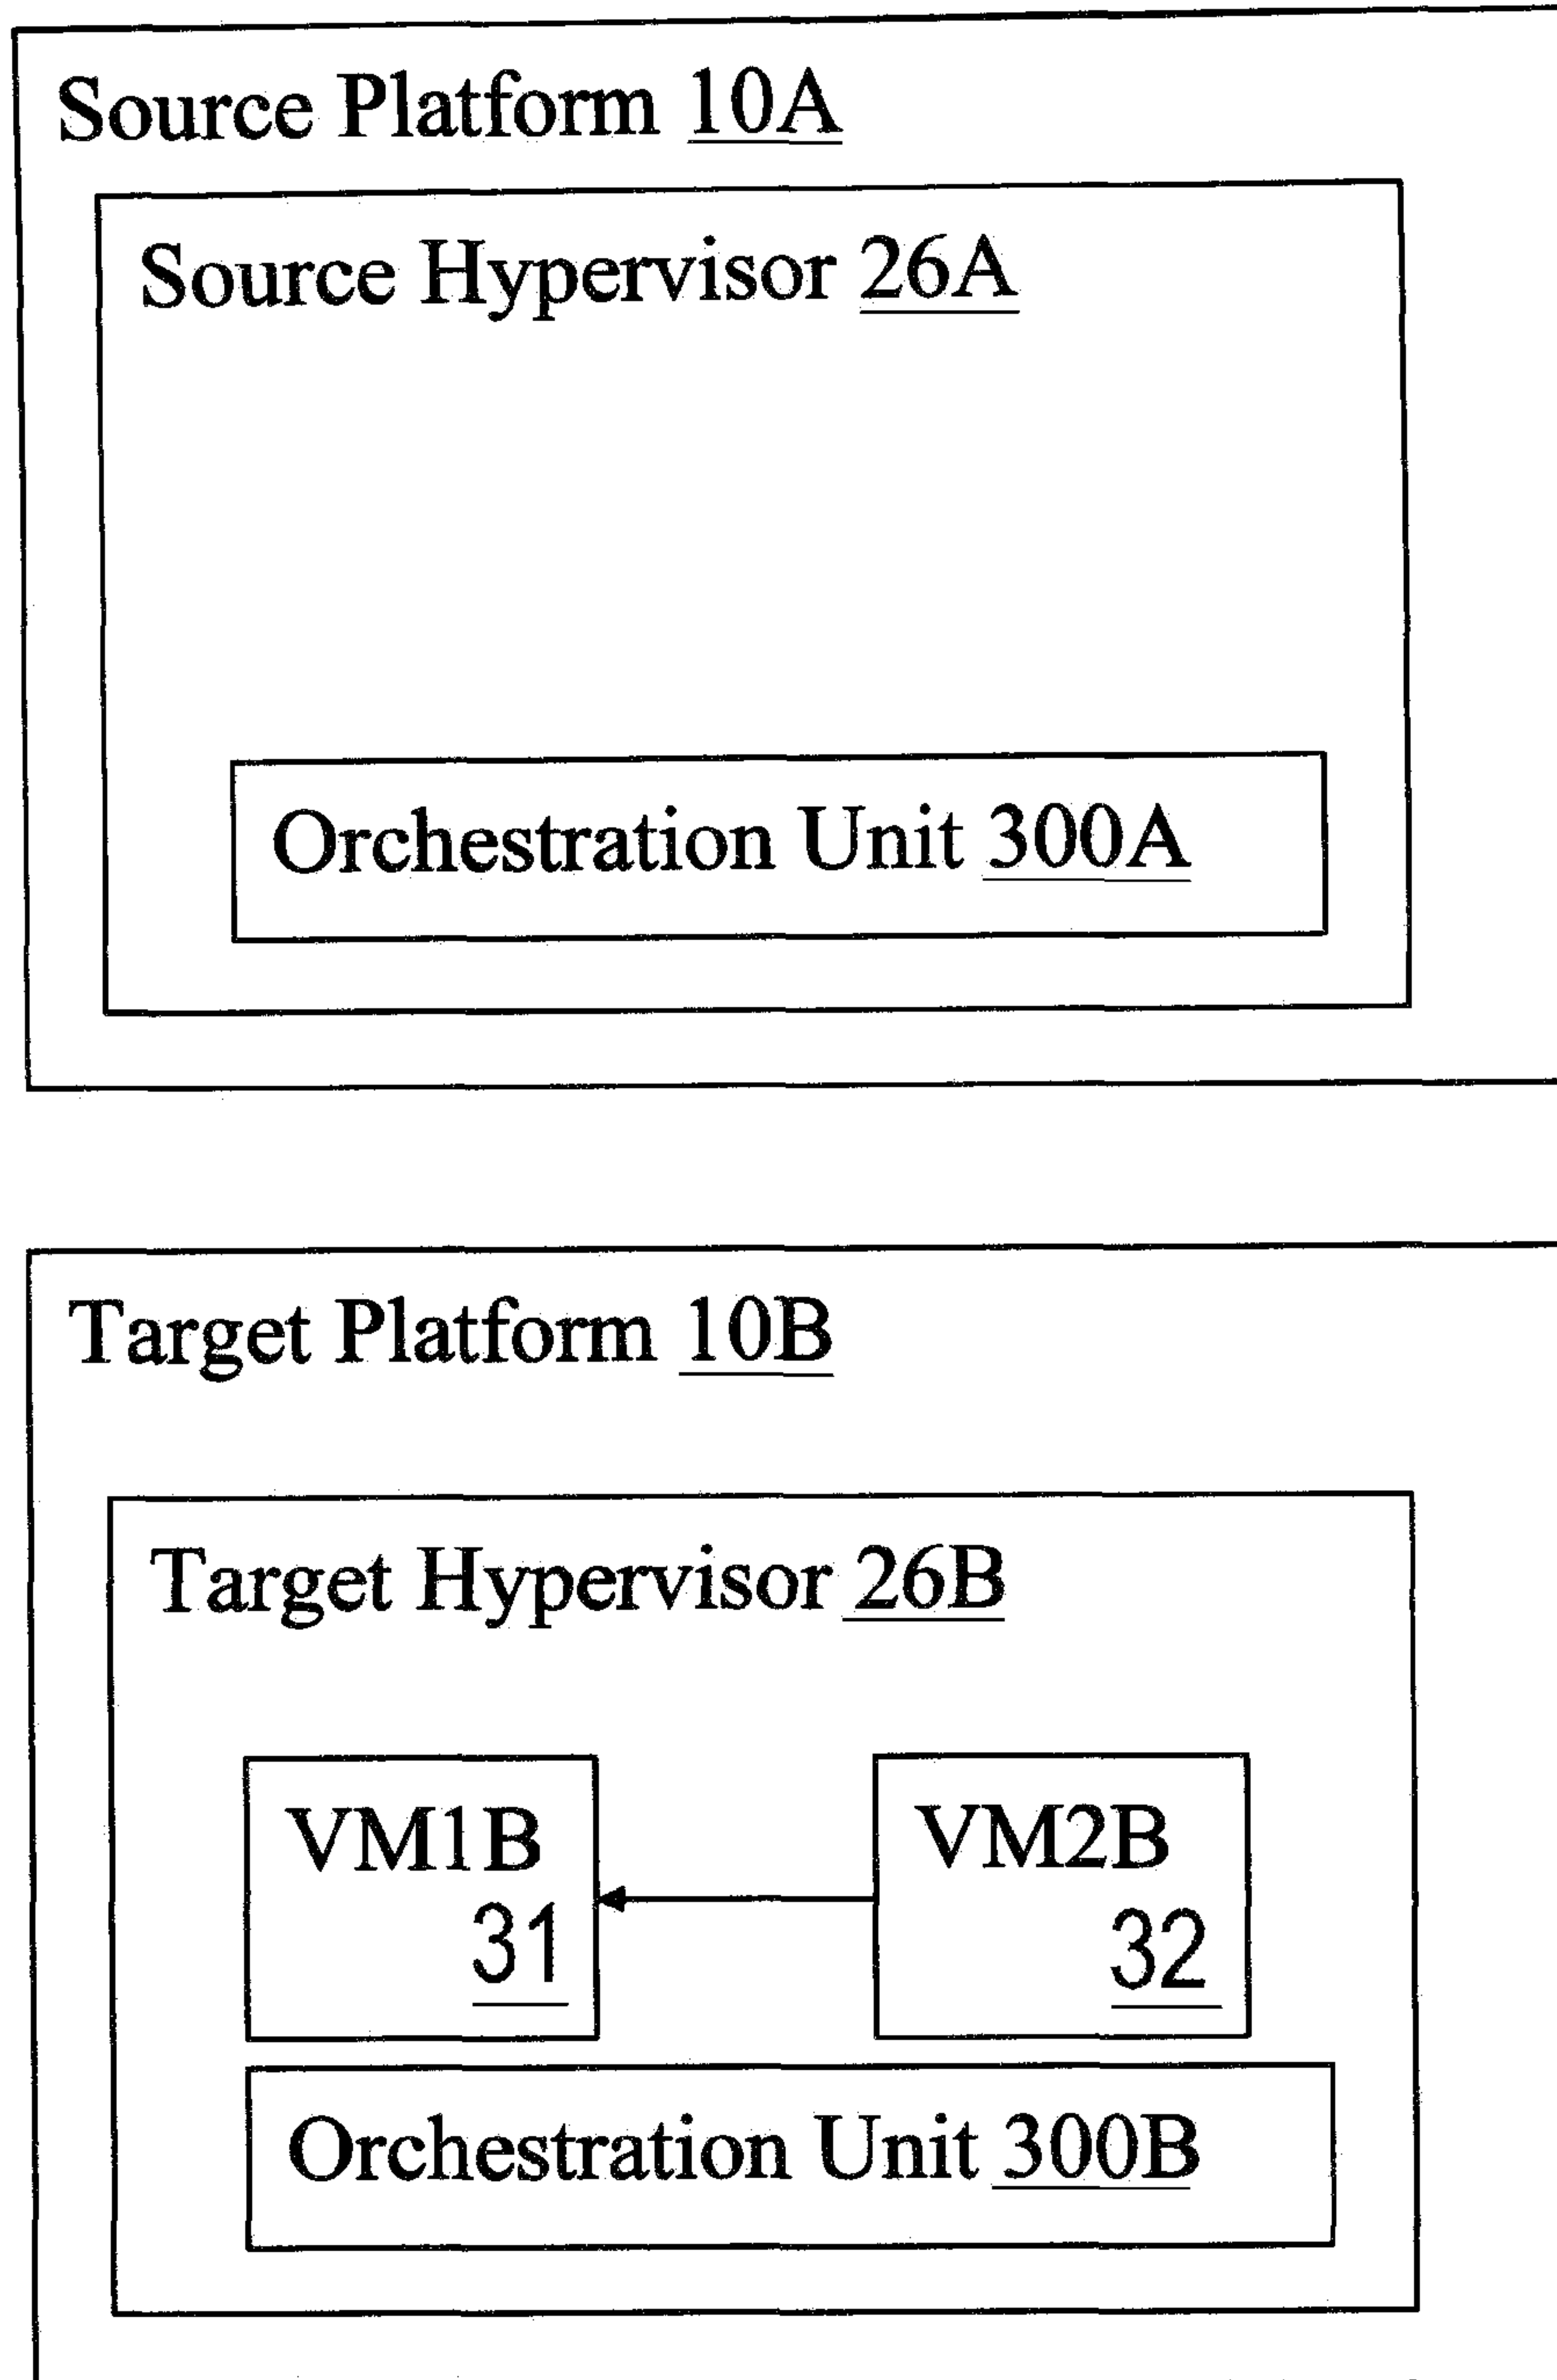 Source Platform 10A
Source Hypervisor 26A
Orchestration Unit 300A
Target Platform 10B
Target Hypervisor 26B
VM1B
31
VM2B
32
Orchestration Unit 300B